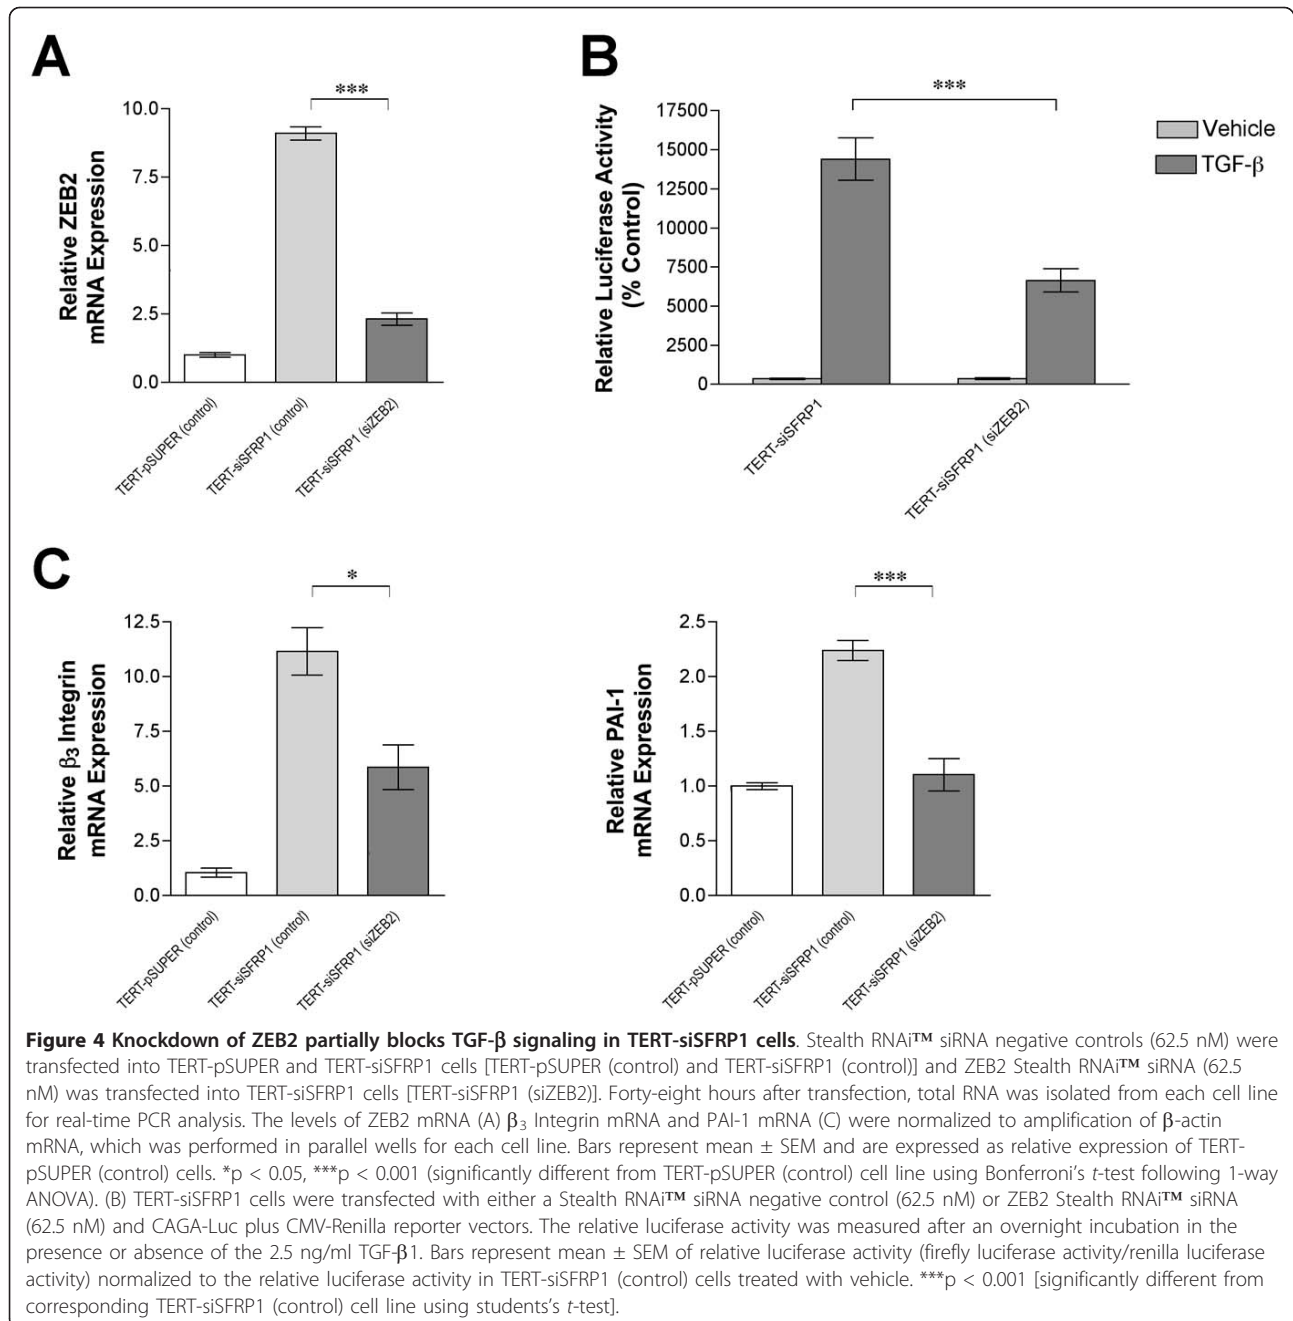 A
B
***
***
10.0
7.5
5.0
2.5
0.0
Relative ZEB2
mRNA Expression
TERT-pSUPER (control)
TERT-siSFRP1 (control)
TERT-siSFRP1 (siZEB2)
17500
15000
12500
10000
7500
5000
2500
0
Relative Luciferase Activity
(% Control)
TERT-siSFRP1
TERT-siSFRP1 (siZEB2)
Vehicle
TGF-β
C
*
12.5
10.0
7.5
5.0
2.5
0.0
Relative β₃ Integrin
mRNA Expression
TERT-pSUPER (control)
TERT-siSFRP1 (control)
TERT-siSFRP1 (siZEB2)
***
2.5
2.0
1.5
1.0
0.5
0.0
Relative PAI-1
mRNA Expression
TERT-pSUPER (control)
TERT-siSFRP1 (control)
TERT-siSFRP1 (siZEB2)
Figure 4 Knockdown of ZEB2 partially blocks TGF-β signaling in TERT-siSFRP1 cells. Stealth RNAi™ siRNA negative controls (62.5 nM) were
transfected into TERT-pSUPER and TERT-siSFRP1 cells [TERT-pSUPER (control) and TERT-siSFRP1 (control)] and ZEB2 Stealth RNAi™ siRNA (62.5
nM) was transfected into TERT-siSFRP1 cells [TERT-siSFRP1 (siZEB2)]. Forty-eight hours after transfection, total RNA was isolated from each cell line
for real-time PCR analysis. The levels of ZEB2 mRNA (A) β₃ Integrin mRNA and PAI-1 mRNA (C) were normalized to amplification of β-actin
mRNA, which was performed in parallel wells for each cell line. Bars represent mean ± SEM and are expressed as relative expression of TERT-
pSUPER (control) cells. *p < 0.05, ***p < 0.001 (significantly different from TERT-pSUPER (control) cell line using Bonferroni's t-test following 1-way
ANOVA). (B) TERT-siSFRP1 cells were transfected with either a Stealth RNAi™ siRNA negative control (62.5 nM) or ZEB2 Stealth RNAi™ siRNA
(62.5 nM) and CAGA-Luc plus CMV-Renilla reporter vectors. The relative luciferase activity was measured after an overnight incubation in the
presence or absence of the 2.5 ng/ml TGF-β1. Bars represent mean ± SEM of relative luciferase activity (firefly luciferase activity/renilla luciferase
activity) normalized to the relative luciferase activity in TERT-siSFRP1 (control) cells treated with vehicle. ***p < 0.001 [significantly different from
corresponding TERT-siSFRP1 (control) cell line using students's t-test].